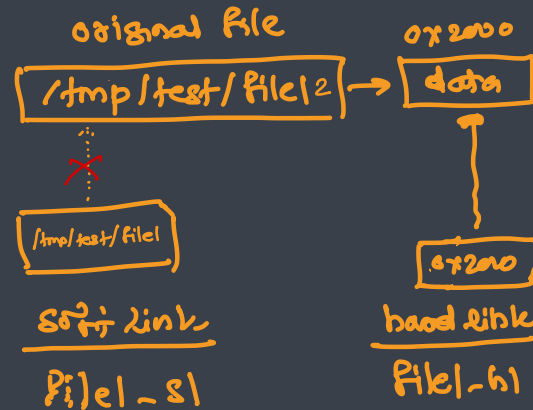 original file
0x2000
/tmp/test/file12
data
/tmp/test/file1
0x2000
soft link
hard link
file1_sl
file1_hl